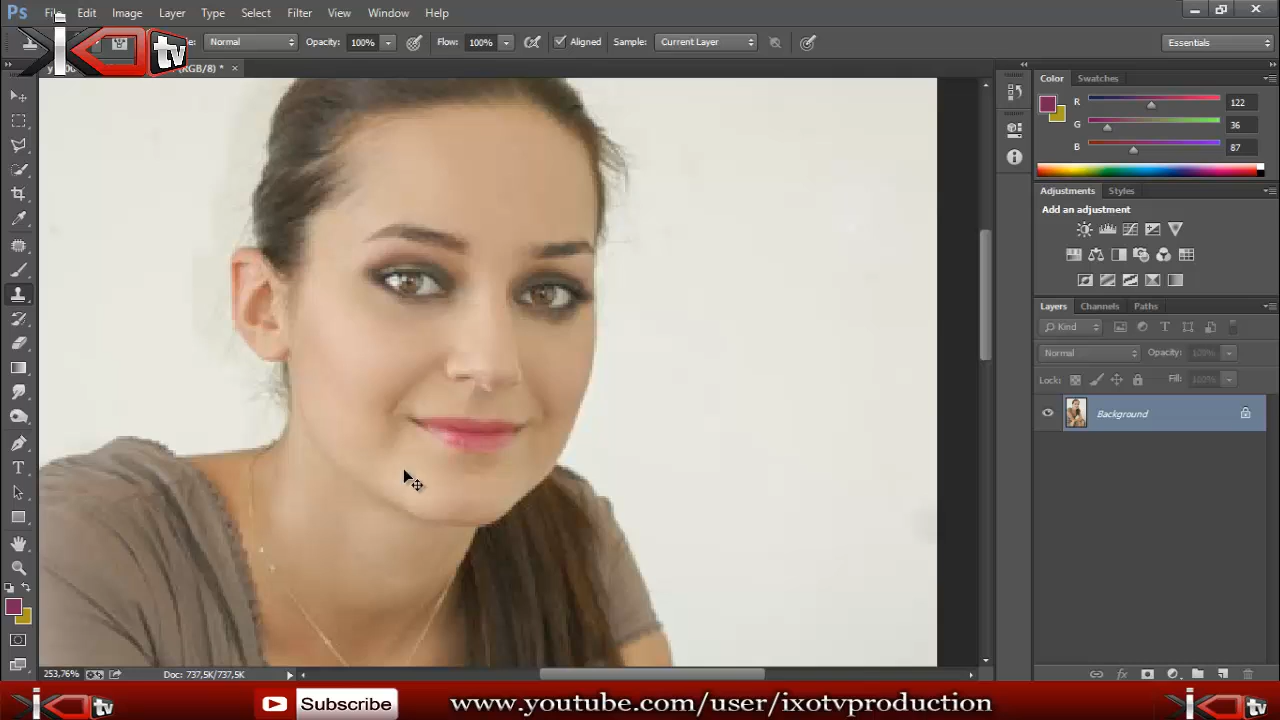 Ps File Edit Image Layer Type Select Filter View Window Help
Normal Opacity: 100% Flow: 100% Aligned Sample: Current Layer Essentials
tv
(RGB/8) *
Color Swatches
R 122
G 36
B 87
Adjustments Styles
Add an adjustment
Layers Channels Paths
Kind
Normal Opacity: 100%
Lock: Fill: 100%
Background
253,76% Doc: 737,5K/737,5K
tv Subscribe www.youtube.com/user/ixotvproduction tv